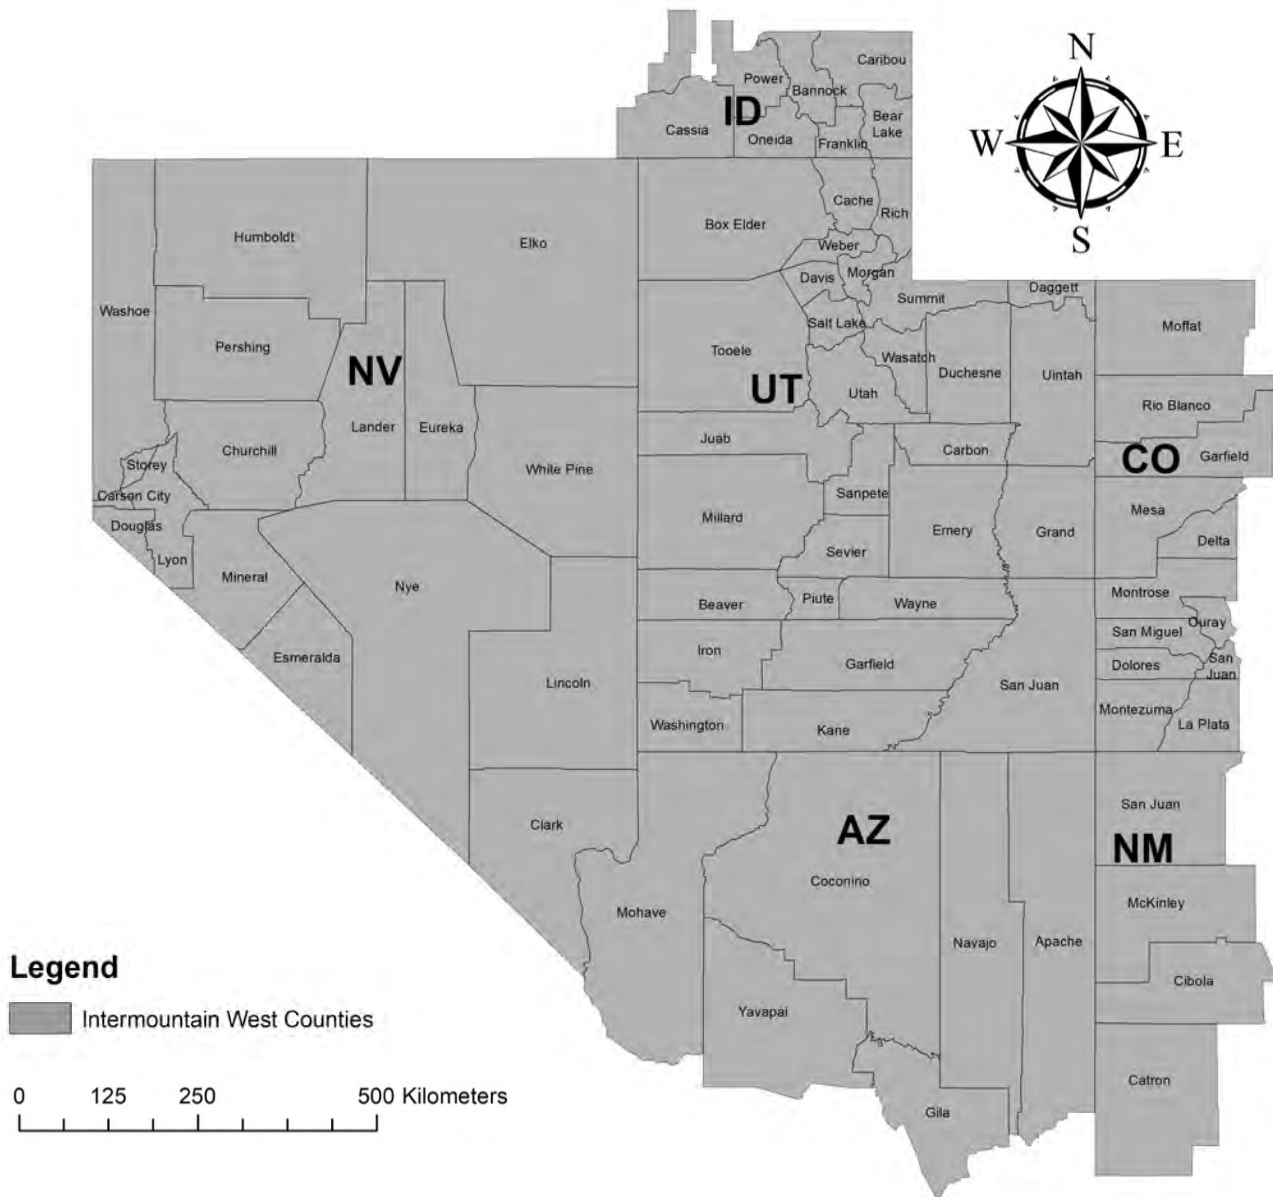 N
W
E
S
Caribou
Power
Bannock
ID
Bear
Lake
Cassia
Oneida
Franklin
Cache
Rich
Box Elder
Humboldt
Elko
Weber
Davis
Morgan
Daggett
Summit
Washoe
Salt Lake
Moffat
Pershing
Tooele
Wasatch
NV
UT
Duchesne
Uintah
Utah
Rio Blanco
Lander
Eureka
Juab
Churchill
Carbon
CO
Garfield
Storey
White Pine
Carson City
Sanpete
Mesa
Millard
Douglas
Emery
Grand
Delta
Lyon
Sevier
Mineral
Nye
Beaver
Piute
Wayne
Montrose
Ouray
San Miguel
Iron
Esmeralda
Garfield
Dolores
San
Juan
Lincoln
San Juan
Montezuma
Washington
Kane
La Plata
Clark
San Juan
AZ
NM
Coconino
Mohave
McKinley
Navajo
Apache
Legend
Cibola
Intermountain West Counties
Yavapai
Catron
0 125 250 500 Kilometers
Gila